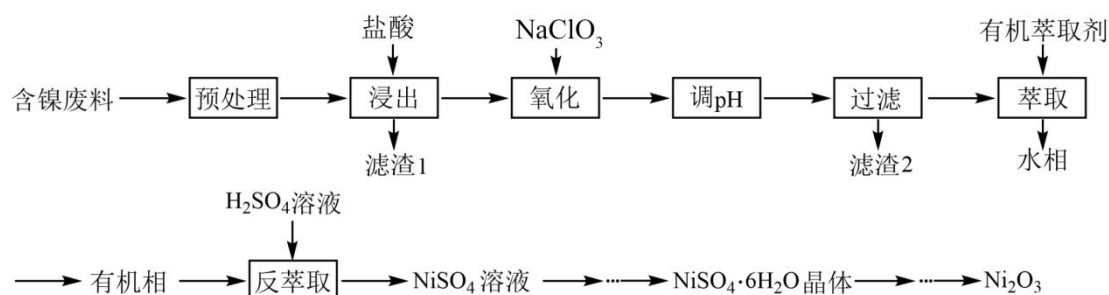 盐酸 NaClO₃ 有机萃取剂
含镍废料 预处理 浸出 氧化 调pH 过滤 萃取
滤渣1 滤渣2 水相
H₂SO₄溶液
有机相 反萃取 NiSO₄溶液 ··· NiSO₄·6H₂O晶体 ··· Ni₂O₃